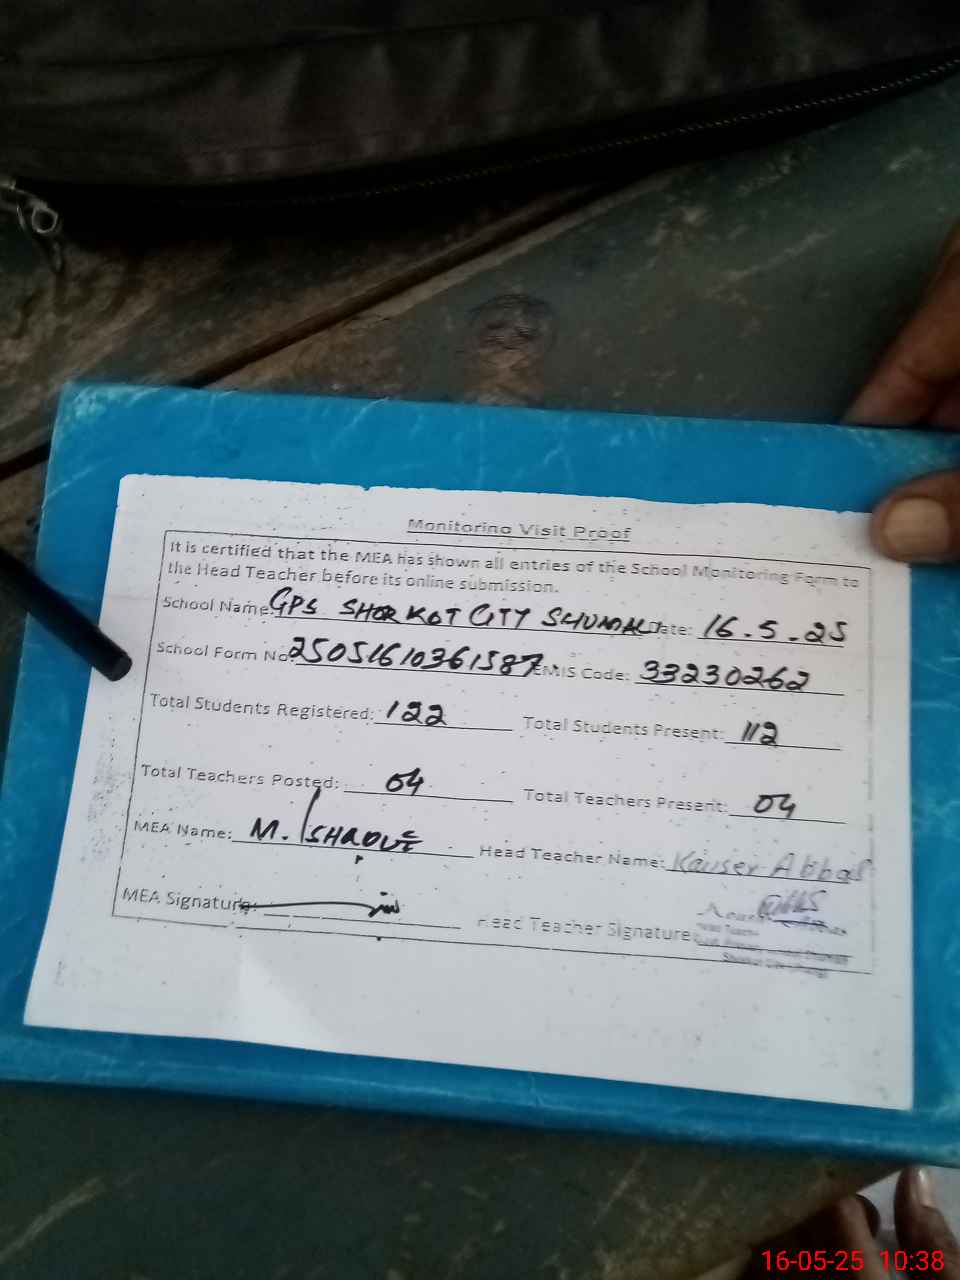 Monitoring Visit Proof
It is certified that the MEA has shown all entries of the School Monitoring Form to
the Head Teacher before its online submission.
School Name: GPS SHORKOT CITY SHUMALI Date: 16.5.25
School Form No: 25051610361587 EMIS Code: 33230262
Total Students Registered: 122 Total Students Present: 112
Total Teachers Posted: 04 Total Teachers Present: 04
MEA Name: M. Head Teacher Name: Kauser Abbas
MEA Signature: Head Teacher Signature
16-05-25 10:38